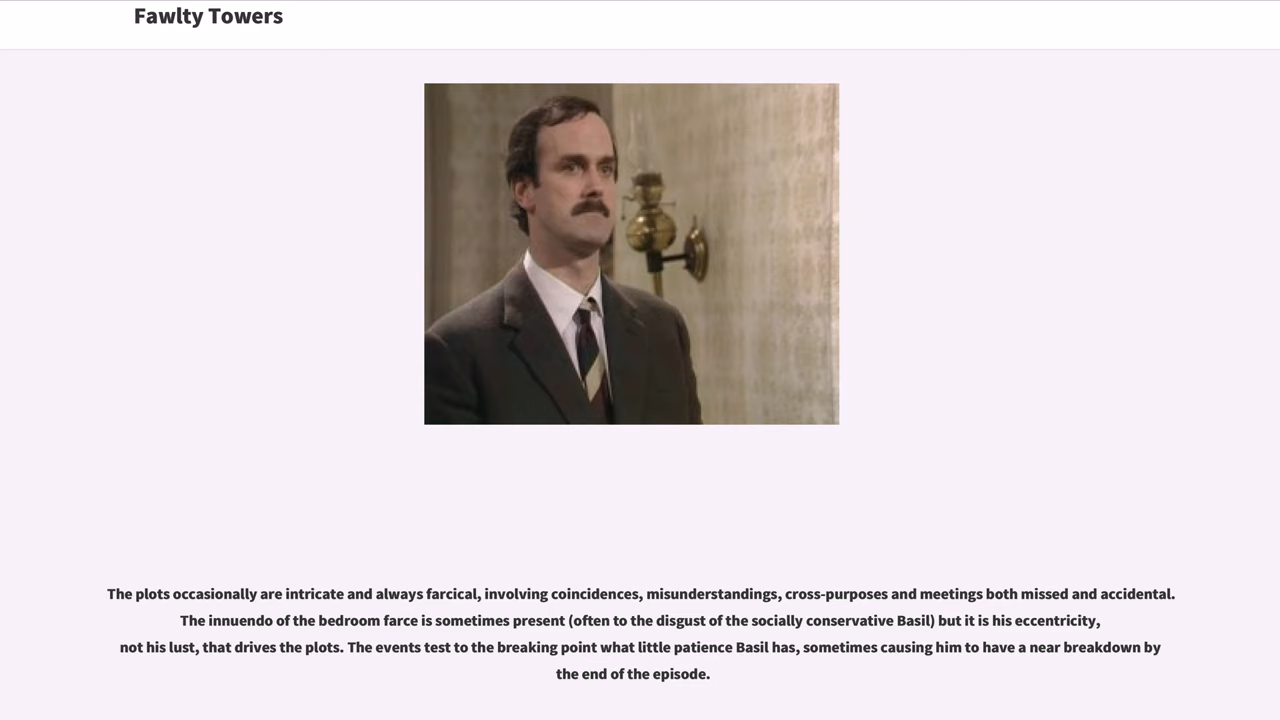 Fawlty Towers
The plots occasionally are intricate and always farcical, involving coincidences, misunderstandings, cross-purposes and meetings both missed and accidental.
The innuendo of the bedroom farce is sometimes present (often to the disgust of the socially conservative Basil) but it is his eccentricity,
not his lust, that drives the plots. The events test to the breaking point what little patience Basil has, sometimes causing him to have a near breakdown by
the end of the episode.